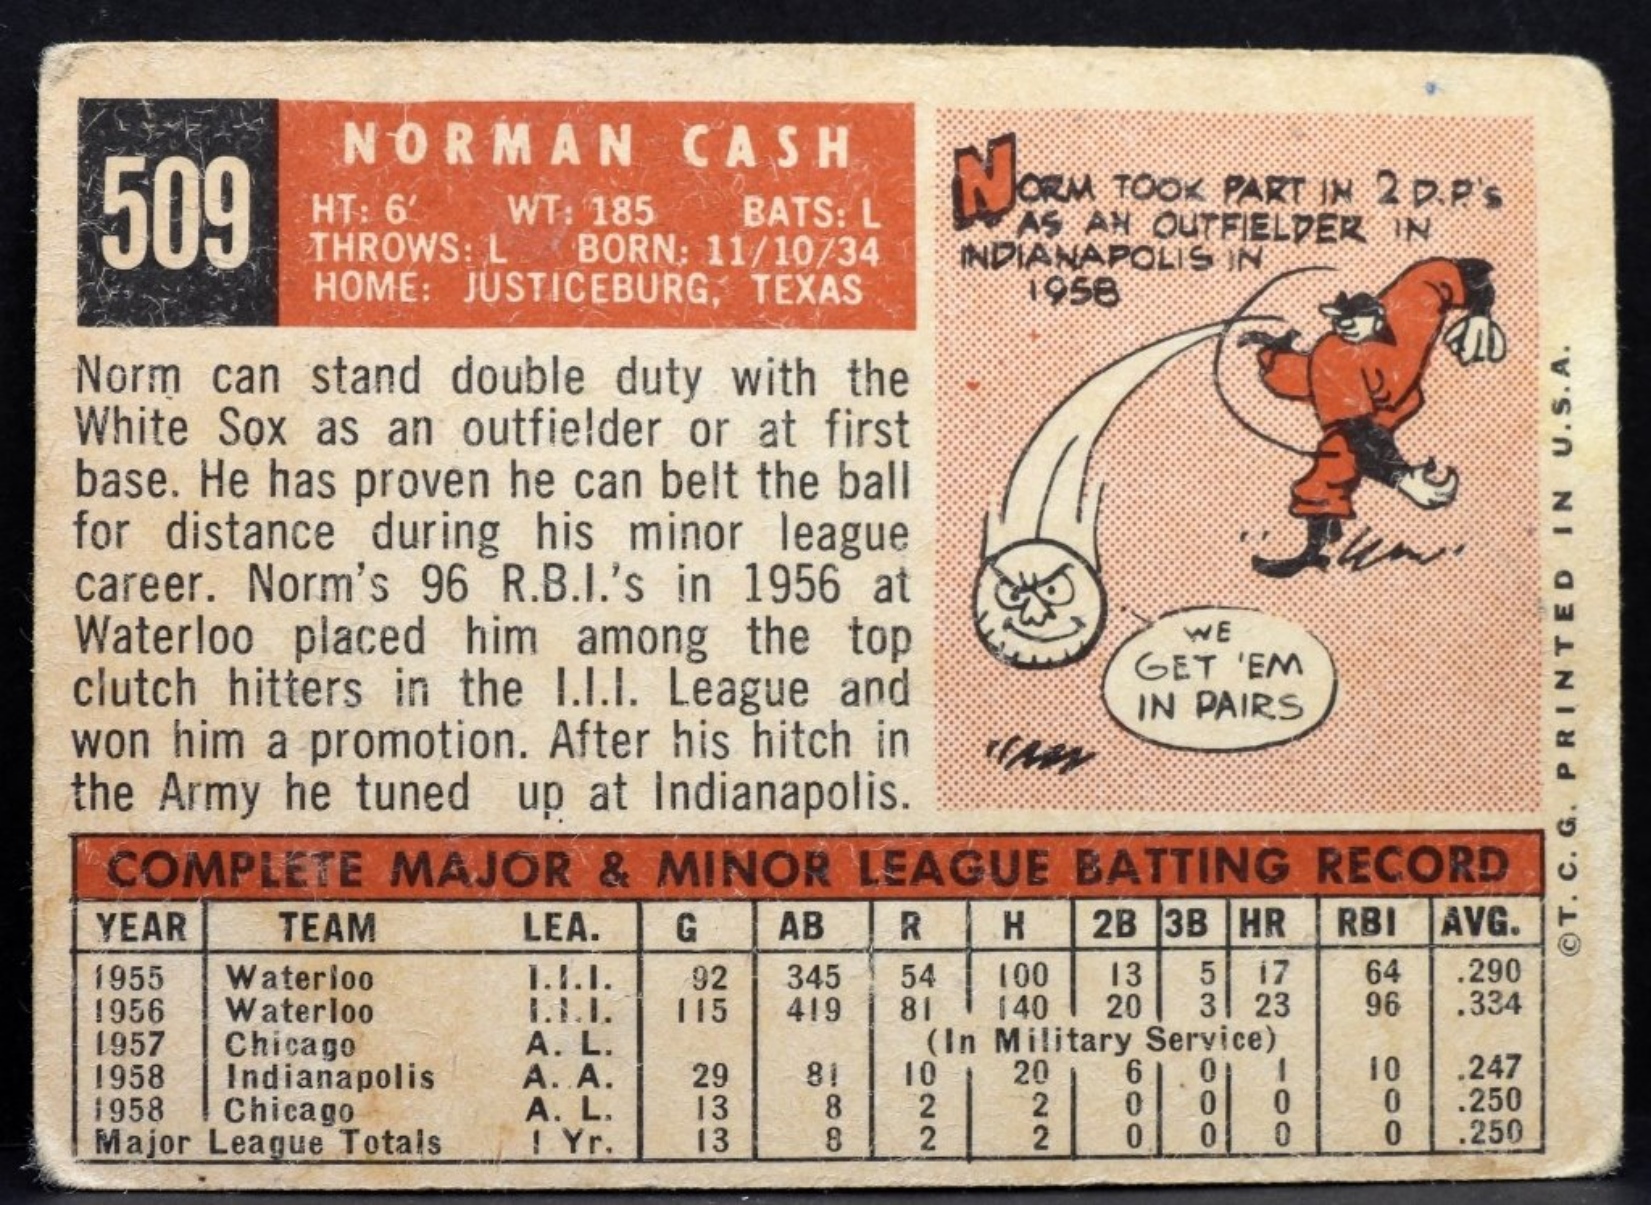 509
NORMAN CASH
HT: 6' WT: 185 BATS: L
THROWS: L BORN: 11/10/34
HOME: JUSTICEBURG, TEXAS
Norm can stand double duty with the
White Sox as an outfielder or at first
base. He has proven he can belt the ball
for distance during his minor league
career. Norm's 96 R.B.I.'s in 1956 at
Waterloo placed him among the top
clutch hitters in the I.I.I. League and
won him a promotion. After his hitch in
the Army he tuned up at Indianapolis.
NORM TOOK PART IN 2 D.P.'s
AS AN OUTFIELDER IN
INDIANAPOLIS IN
1958
WE
GET 'EM
IN PAIRS
©T. C. G. PRINTED IN U.S.A.
COMPLETE MAJOR & MINOR LEAGUE BATTING RECORD
YEAR TEAM LEA. G AB R H 2B 3B HR RBI AVG.
1955 Waterloo I.I.I. 92 345 54 100 13 5 17 64 .290
1956 Waterloo I.I.I. 115 419 81 140 20 3 23 96 .334
1957 Chicago A. L. (In Military Service)
1958 Indianapolis A. A. 29 81 10 20 6 0 1 10 .247
1958 Chicago A. L. 13 8 2 2 0 0 0 0 .250
Major League Totals 1 Yr. 13 8 2 2 0 0 0 0 .250